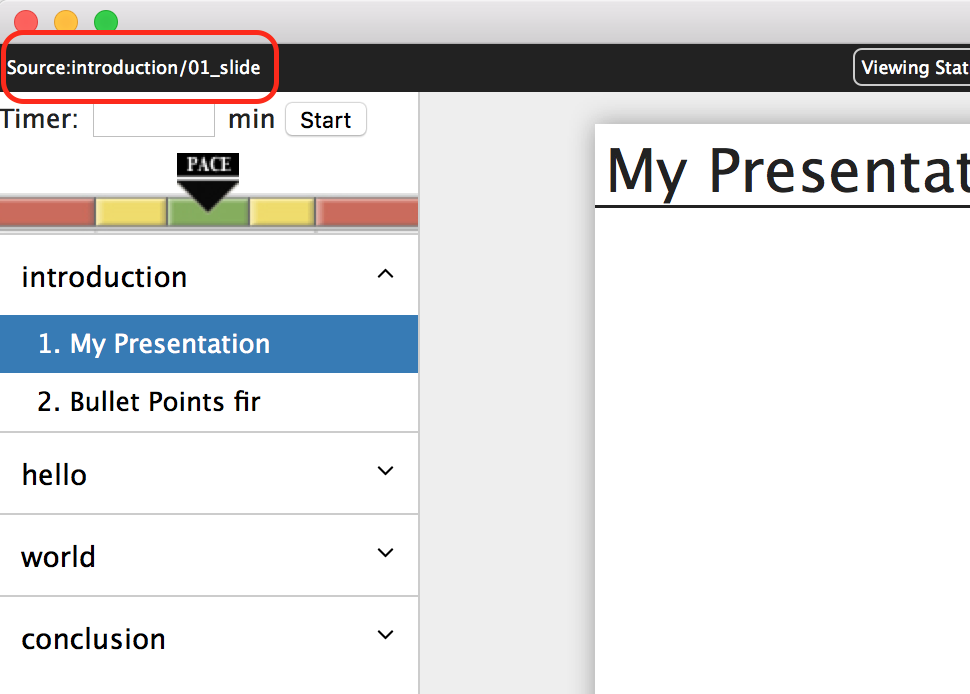 Source:introduction/01_slide
Viewing Stat
Timer: min Start
PACE
My Presentat
introduction
1. My Presentation
2. Bullet Points fir
hello
world
conclusion